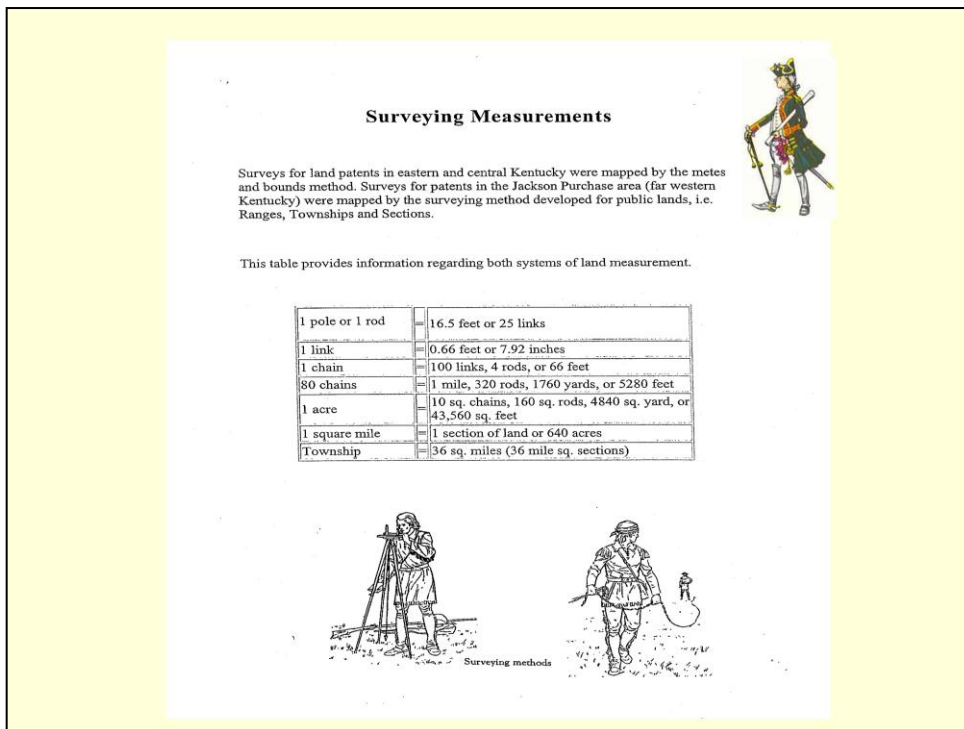 Surveying Measurements
Surveys for land patents in eastern and central Kentucky were mapped by the metes
and bounds method. Surveys for patents in the Jackson Purchase area (far western
Kentucky) were mapped by the surveying method developed for public lands, i.e.
Ranges, Townships and Sections.
This table provides information regarding both systems of land measurement.
1 pole or 1 rod = 16.5 feet or 25 links
1 link = 0.66 feet or 7.92 inches
1 chain = 100 links, 4 rods, or 66 feet
80 chains = 1 mile, 320 rods, 1760 yards, or 5280 feet
1 acre = 10 sq. chains, 160 sq. rods, 4840 sq. yard, or
43,560 sq. feet
1 square mile = 1 section of land or 640 acres
Township = 36 sq. miles (36 mile sq. sections)
Surveying methods